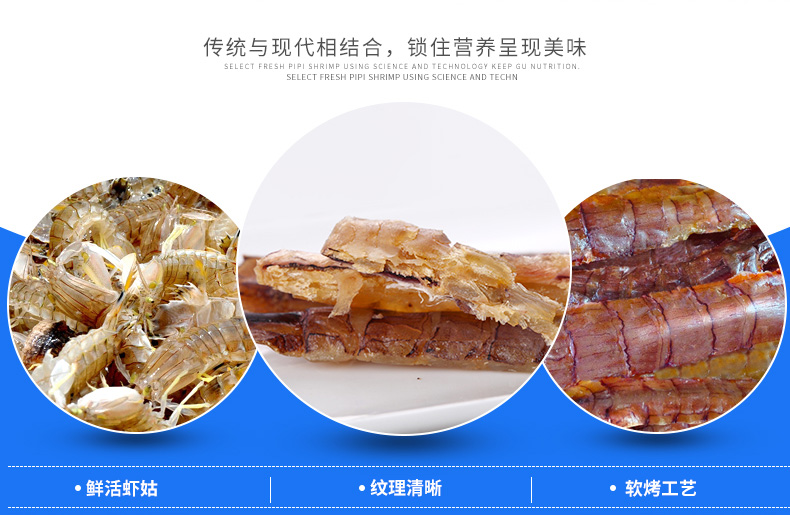 传统与现代相结合，锁住营养呈现美味
SELECT FRESH PIPI SHRIMP USING SCIENCE AND TECHNOLOGY KEEP GU NUTRITION.
SELECT FRESH PIPI SHRIMP USING SCIENCE AND TECHN
• 鲜活虾姑
• 纹理清晰
• 软烤工艺